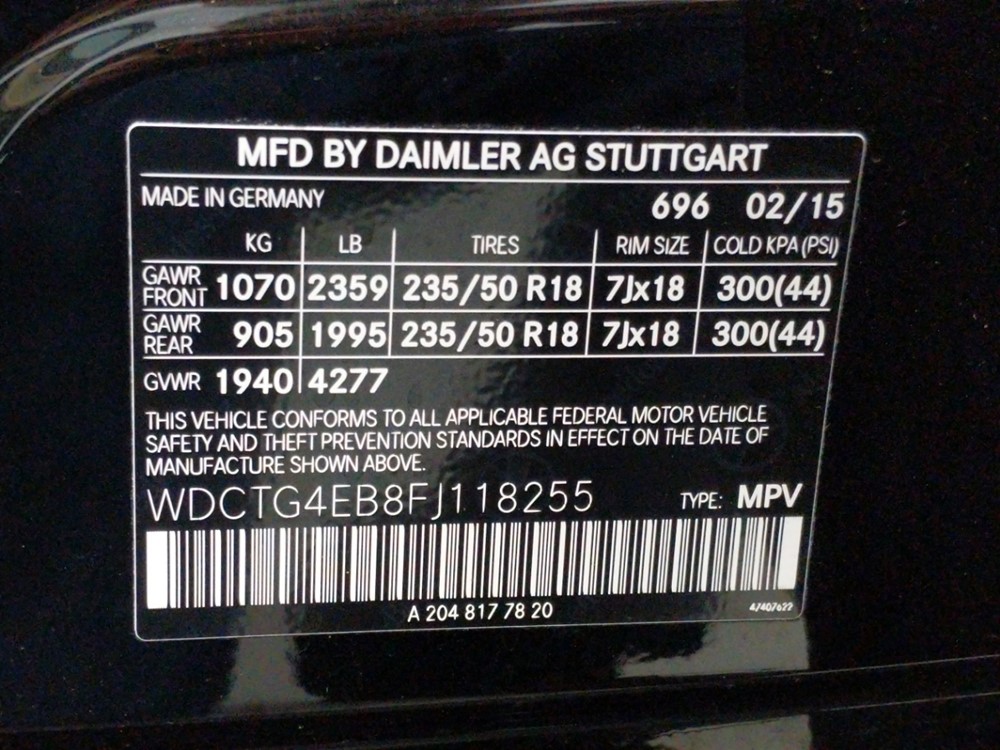 MFD BY DAIMLER AG STUTTGART
MADE IN GERMANY 696 02/15
KG LB TIRES RIM SIZE COLD KPA (PSI)
GAWR FRONT 1070 2359 235/50 R18 7Jx18 300(44)
GAWR REAR 905 1995 235/50 R18 7Jx18 300(44)
GVWR 1940 4277
THIS VEHICLE CONFORMS TO ALL APPLICABLE FEDERAL MOTOR VEHICLE
SAFETY AND THEFT PREVENTION STANDARDS IN EFFECT ON THE DATE OF
MANUFACTURE SHOWN ABOVE.
WDCTG4EB8FJ118255 TYPE: MPV
A 204 817 78 20